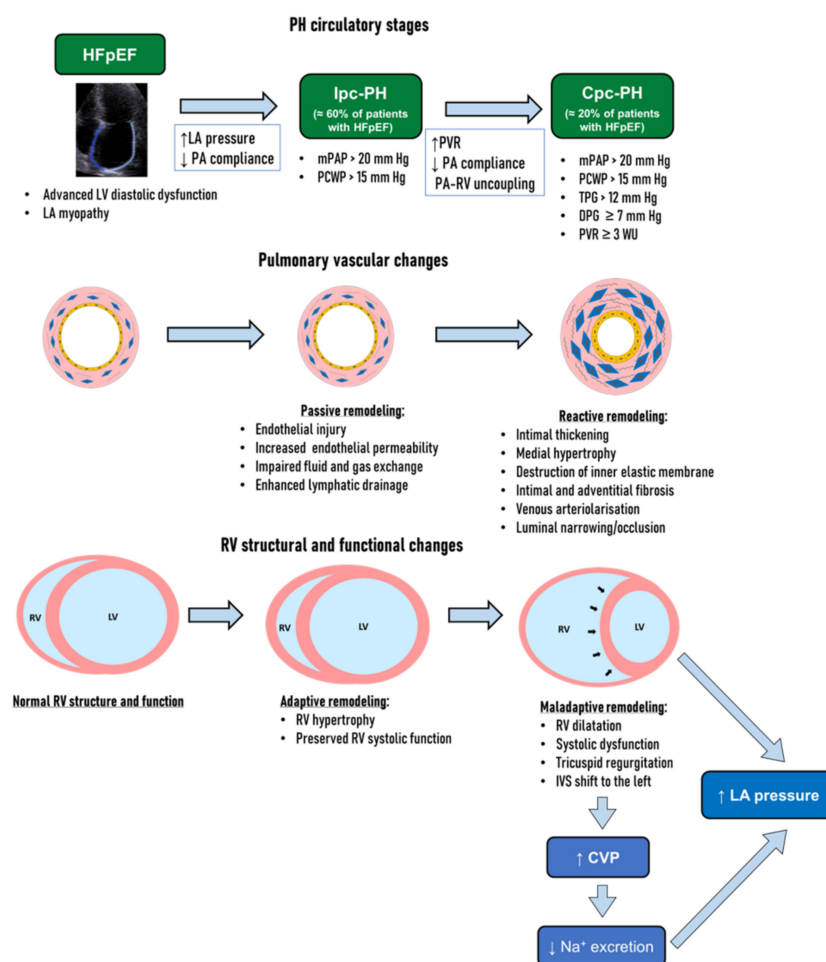 PH circulatory stages
HFpEF
↑LA pressure
↓ PA compliance
Ipc-PH
(≈ 60% of patients
with HFpEF)
• mPAP > 20 mm Hg
• PCWP > 15 mm Hg
↑PVR
↓ PA compliance
PA-RV uncoupling
Cpc-PH
(≈ 20% of patients
with HFpEF)
• mPAP > 20 mm Hg
• PCWP > 15 mm Hg
• TPG > 12 mm Hg
• DPG ≥ 7 mm Hg
• PVR ≥ 3 WU
• Advanced LV diastolic dysfunction
• LA myopathy
Pulmonary vascular changes
Passive remodeling:
• Endothelial injury
• Increased endothelial permeability
• Impaired fluid and gas exchange
• Enhanced lymphatic drainage
Reactive remodeling:
• Intimal thickening
• Medial hypertrophy
• Destruction of inner elastic membrane
• Intimal and adventitial fibrosis
• Venous arteriolarisation
• Luminal narrowing/occlusion
RV structural and functional changes
RV
LV
RV
LV
RV
LV
Normal RV structure and function
Adaptive remodeling:
• RV hypertrophy
• Preserved RV systolic function
Maladaptive remodeling:
• RV dilatation
• Systolic dysfunction
• Tricuspid regurgitation
• IVS shift to the left
↑ LA pressure
↑ CVP
↓ Na⁺ excretion